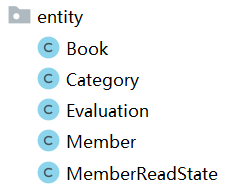 entity
C Book
C Category
C Evaluation
C Member
C MemberReadState